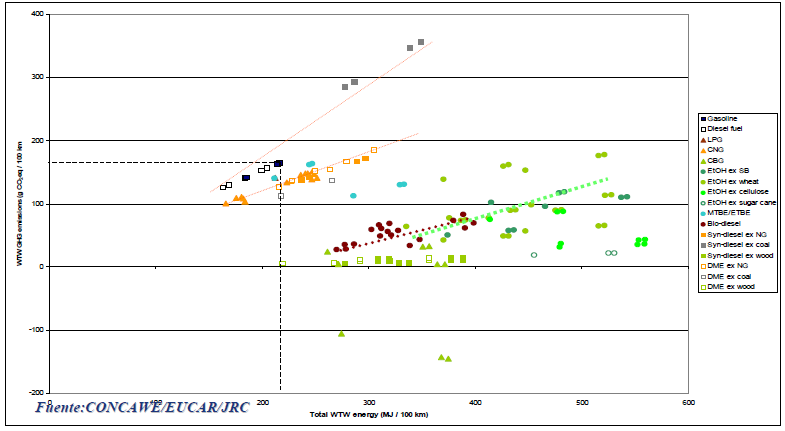 400
300
200
100
0
-100
-200
0
200
300
400
500
600
WTW GHG emissions (g CO2eq / 100 km)
Total WTW energy (MJ / 100 km)
Gasoline
Diesel fuel
LPG
CNG
CBG
EtOH ex SB
EtOH ex wheat
EtOH ex cellulose
EtOH ex sugar cane
MTBE/ETBE
Bio-diesel
Syn-diesel ex NG
Syn-diesel ex coal
Syn-diesel ex wood
DME ex NG
DME ex coal
DME ex wood
Fuente:CONCAWE/EUCAR/JRC